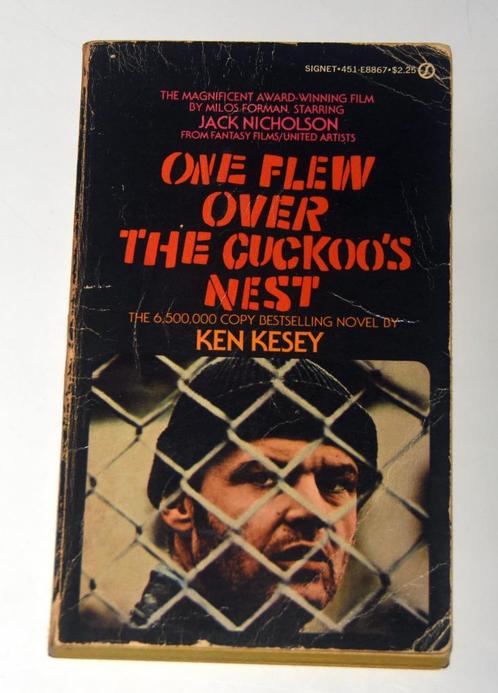 SIGNET•451-E8867•$2.25
THE MAGNIFICENT AWARD-WINNING FILM
BY MILOS FORMAN, STARRING
JACK NICHOLSON
FROM FANTASY FILMS/UNITED ARTISTS
ONE FLEW
OVER
THE CUCKOO'S
NEST
THE 6,500,000 COPY BESTSELLING NOVEL BY
KEN KESEY